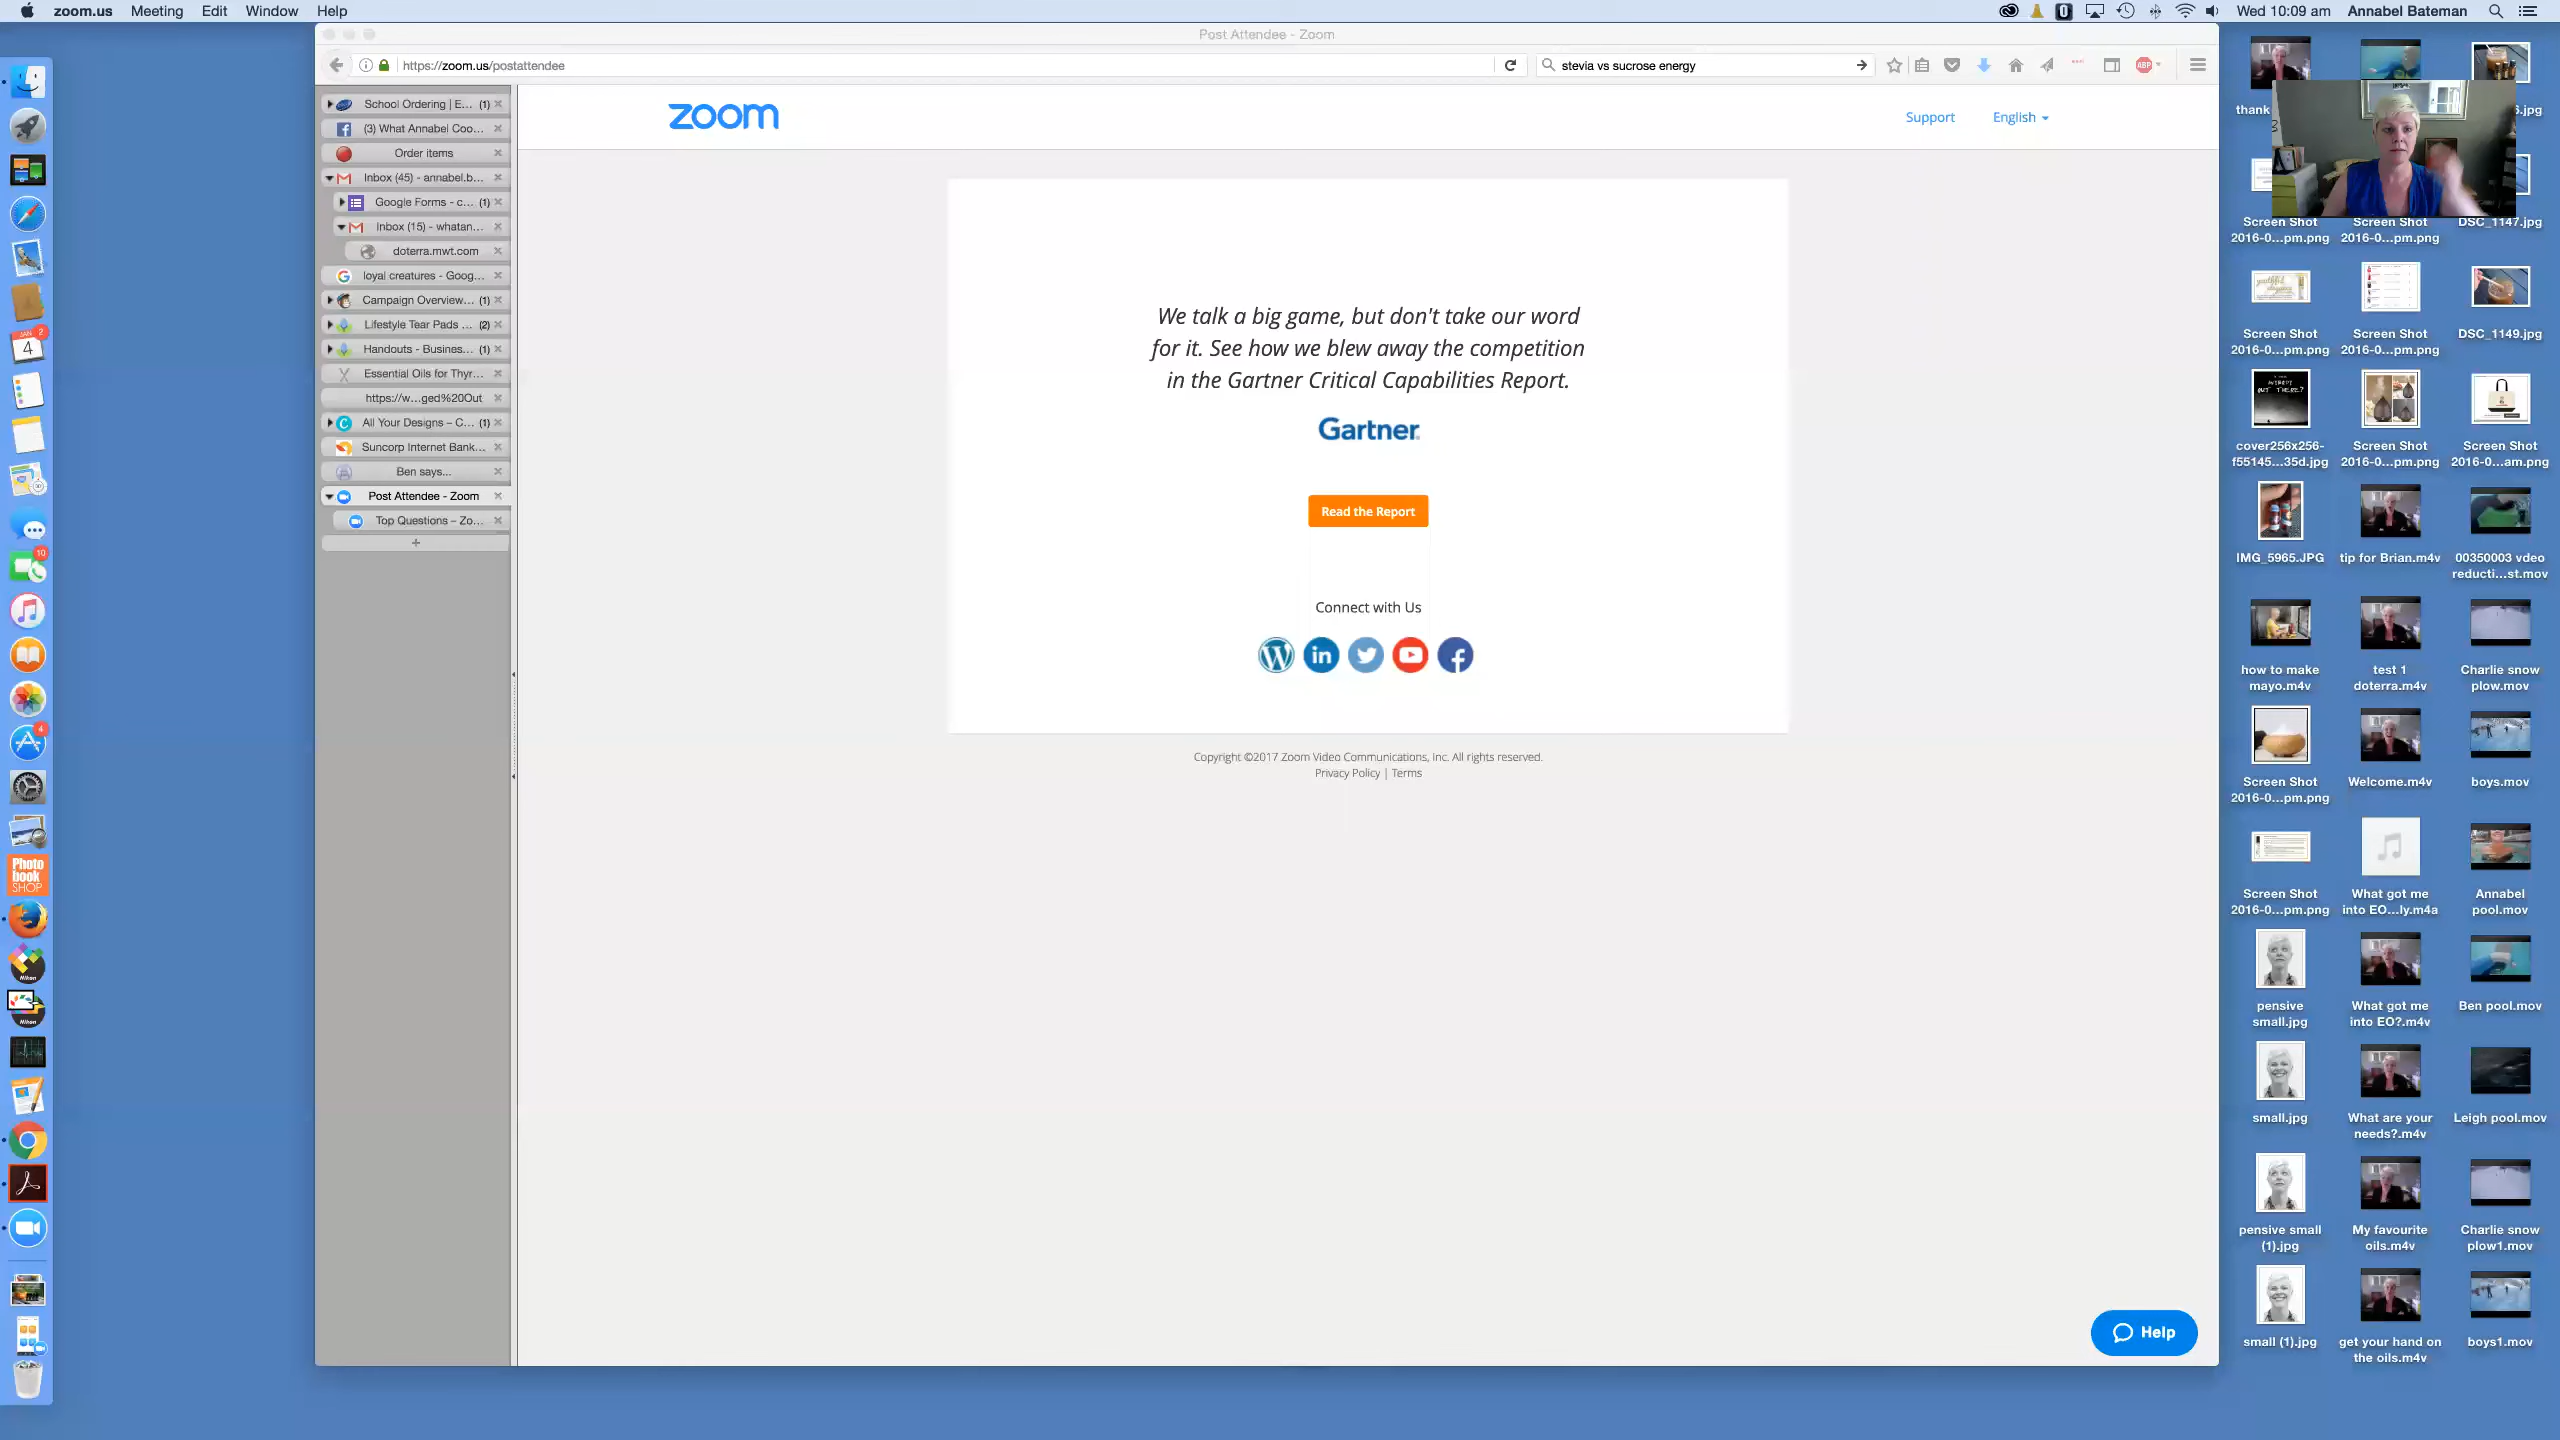 zoom.us Meeting Edit Window Help
Wed 10:09 am Annabel Bateman
Post Attendee - Zoom
https://zoom.us/postattendee
stevia vs sucrose energy
ABP
School Ordering | E... (1)
(3) What Annabel Coo...
Order items
Inbox (45) - annabel.b...
Google Forms - c... (1)
Inbox (15) - whatan...
doterra.mwt.com
loyal creatures - Goog...
Campaign Overview... (1)
Lifestyle Tear Pads ... (2)
Handouts - Busines... (1)
Essential Oils for Thyr...
https://w...ged%20Out
All Your Designs – C... (1)
Suncorp Internet Bank...
Ben says...
Post Attendee - Zoom
Top Questions – Zo...
zoom
Support
English
We talk a big game, but don't take our word
for it. See how we blew away the competition
in the Gartner Critical Capabilities Report.
Gartner
Read the Report
Connect with Us
Copyright ©2017 Zoom Video Communications, Inc. All rights reserved.
Privacy Policy | Terms
Help
JAN 2
4
10
4
Photo
book
SHOP
Nikon
Nikon
thank
.jpg
Screen Shot
2016-0...pm.png
Screen Shot
2016-0...pm.png
DSC_1147.jpg
Screen Shot
2016-0...pm.png
Screen Shot
2016-0...pm.png
DSC_1149.jpg
OUT THERE?
cover256x256-
f55145...35d.jpg
Screen Shot
2016-0...pm.png
Screen Shot
2016-0...am.png
IMG_5965.JPG
tip for Brian.m4v
00350003 vdeo
reducti...st.mov
how to make
mayo.m4v
test 1
doterra.m4v
Charlie snow
plow.mov
Screen Shot
2016-0...pm.png
Welcome.m4v
boys.mov
Screen Shot
2016-0...pm.png
What got me
into EO...ly.m4a
Annabel
pool.mov
pensive
small.jpg
What got me
into EO?.m4v
Ben pool.mov
small.jpg
What are your
needs?.m4v
Leigh pool.mov
pensive small
(1).jpg
My favourite
oils.m4v
Charlie snow
plow1.mov
small (1).jpg
get your hand on
the oils.m4v
boys1.mov